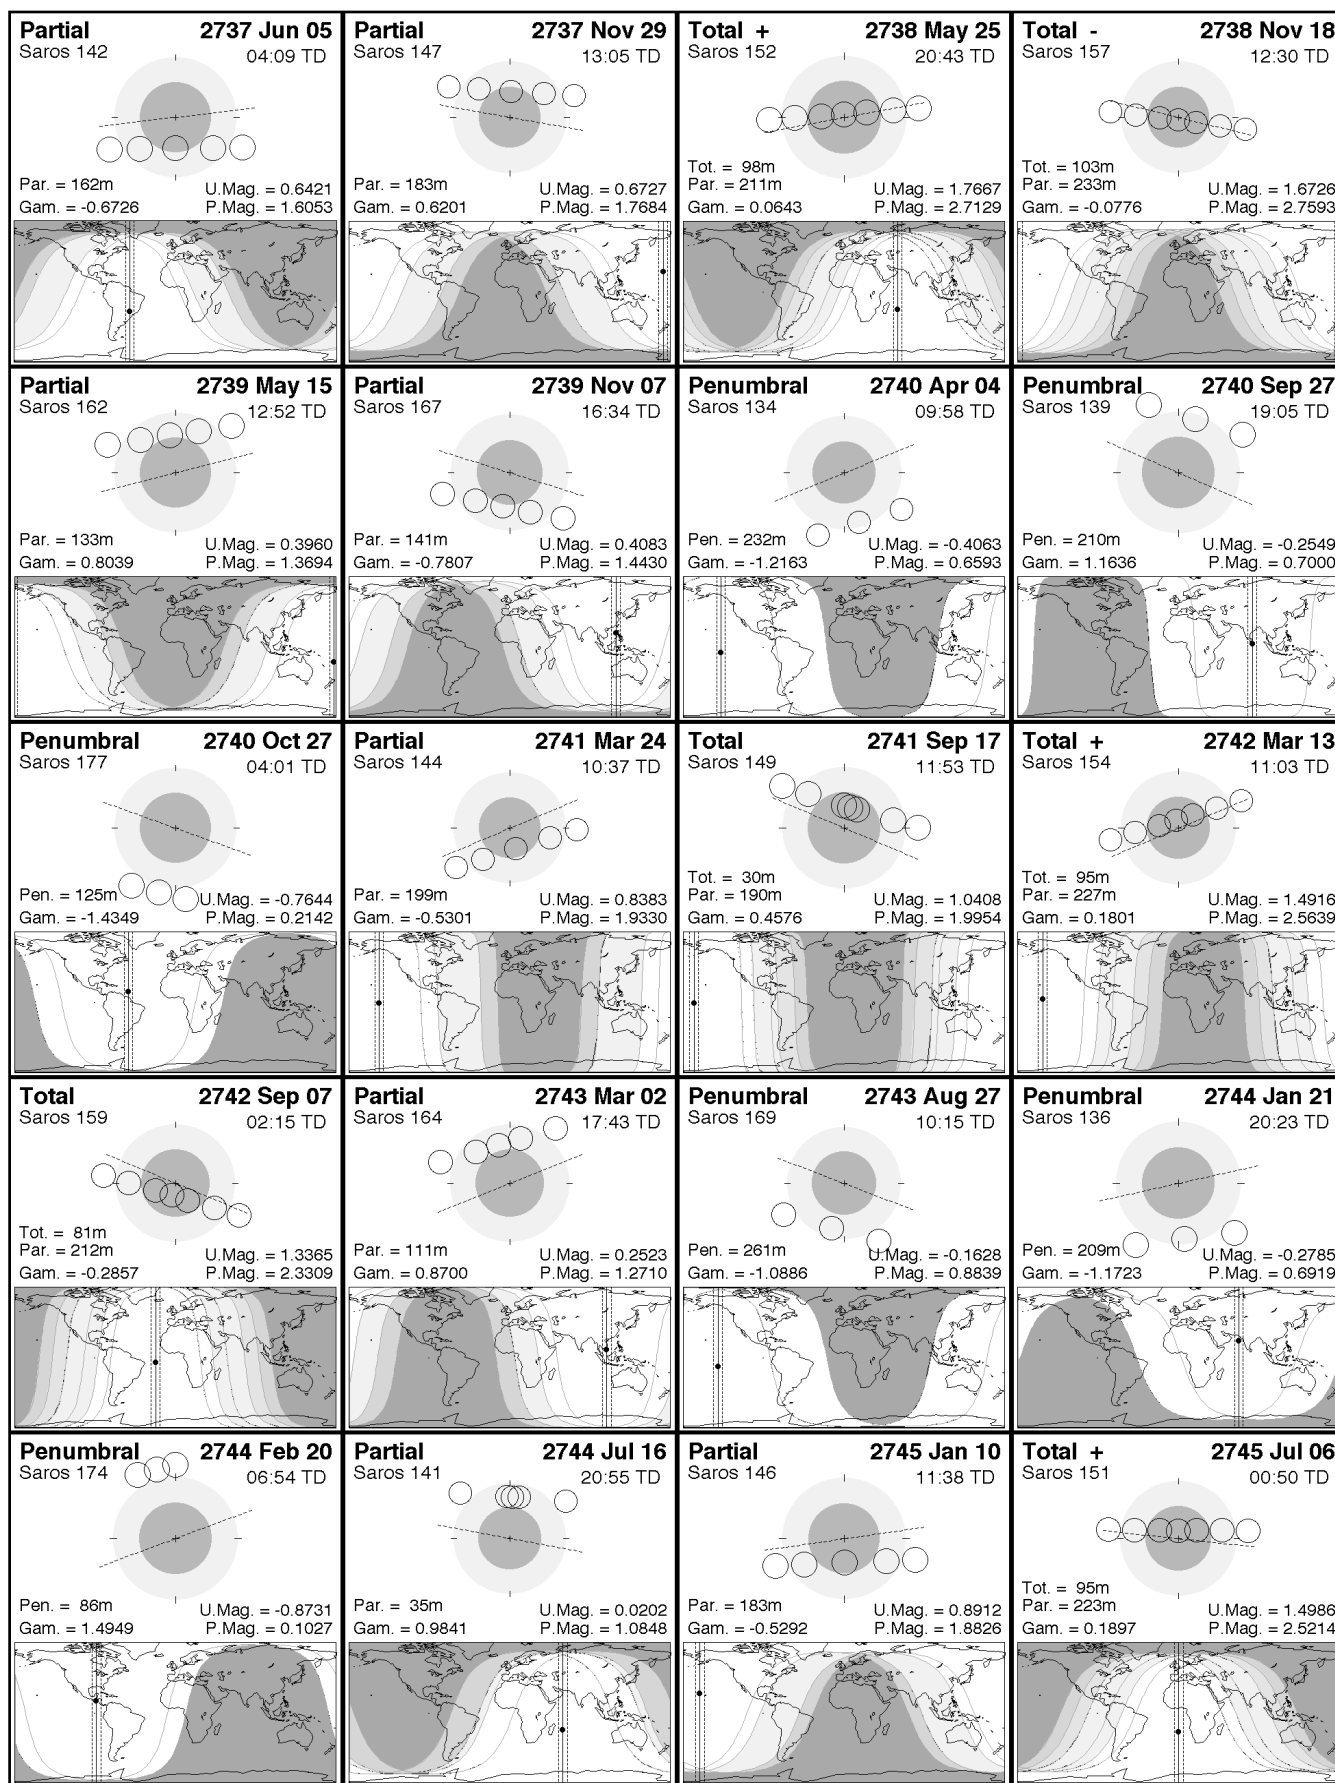 Partial 2737 Jun 05
Saros 142 04:09 TD
Par. = 162m U.Mag. = 0.6421
Gam. = -0.6726 P.Mag. = 1.6053
Partial 2737 Nov 29
Saros 147 13:05 TD
Par. = 183m U.Mag. = 0.6727
Gam. = 0.6201 P.Mag. = 1.7684
Total + 2738 May 25
Saros 152 20:43 TD
Tot. = 98m
Par. = 211m U.Mag. = 1.7667
Gam. = 0.0643 P.Mag. = 2.7129
Total - 2738 Nov 18
Saros 157 12:30 TD
Tot. = 103m
Par. = 233m U.Mag. = 1.6726
Gam. = -0.0776 P.Mag. = 2.7593
Partial 2739 May 15
Saros 162 12:52 TD
Par. = 133m U.Mag. = 0.3960
Gam. = 0.8039 P.Mag. = 1.3694
Partial 2739 Nov 07
Saros 167 16:34 TD
Par. = 141m U.Mag. = 0.4083
Gam. = -0.7807 P.Mag. = 1.4430
Penumbral 2740 Apr 04
Saros 134 09:58 TD
Pen. = 232m U.Mag. = -0.4063
Gam. = -1.2163 P.Mag. = 0.6593
Penumbral 2740 Sep 27
Saros 139 19:05 TD
Pen. = 210m U.Mag. = -0.2549
Gam. = 1.1636 P.Mag. = 0.7000
Penumbral 2740 Oct 27
Saros 177 04:01 TD
Pen. = 125m U.Mag. = -0.7644
Gam. = -1.4349 P.Mag. = 0.2142
Partial 2741 Mar 24
Saros 144 10:37 TD
Par. = 199m U.Mag. = 0.8383
Gam. = -0.5301 P.Mag. = 1.9330
Total 2741 Sep 17
Saros 149 11:53 TD
Tot. = 30m
Par. = 190m U.Mag. = 1.0408
Gam. = 0.4576 P.Mag. = 1.9954
Total + 2742 Mar 13
Saros 154 11:03 TD
Tot. = 95m
Par. = 227m U.Mag. = 1.4916
Gam. = 0.1801 P.Mag. = 2.5639
Total 2742 Sep 07
Saros 159 02:15 TD
Tot. = 81m
Par. = 212m U.Mag. = 1.3365
Gam. = -0.2857 P.Mag. = 2.3309
Partial 2743 Mar 02
Saros 164 17:43 TD
Par. = 111m U.Mag. = 0.2523
Gam. = 0.8700 P.Mag. = 1.2710
Penumbral 2743 Aug 27
Saros 169 10:15 TD
Pen. = 261m U.Mag. = -0.1628
Gam. = -1.0886 P.Mag. = 0.8839
Penumbral 2744 Jan 21
Saros 136 20:23 TD
Pen. = 209m U.Mag. = -0.2785
Gam. = -1.1723 P.Mag. = 0.6919
Penumbral 2744 Feb 20
Saros 174 06:54 TD
Pen. = 86m U.Mag. = -0.8731
Gam. = 1.4949 P.Mag. = 0.1027
Partial 2744 Jul 16
Saros 141 20:55 TD
Par. = 35m U.Mag. = 0.0202
Gam. = 0.9841 P.Mag. = 1.0848
Partial 2745 Jan 10
Saros 146 11:38 TD
Par. = 183m U.Mag. = 0.8912
Gam. = -0.5292 P.Mag. = 1.8826
Total + 2745 Jul 06
Saros 151 00:50 TD
Tot. = 95m
Par. = 223m U.Mag. = 1.4986
Gam. = 0.1897 P.Mag. = 2.5214